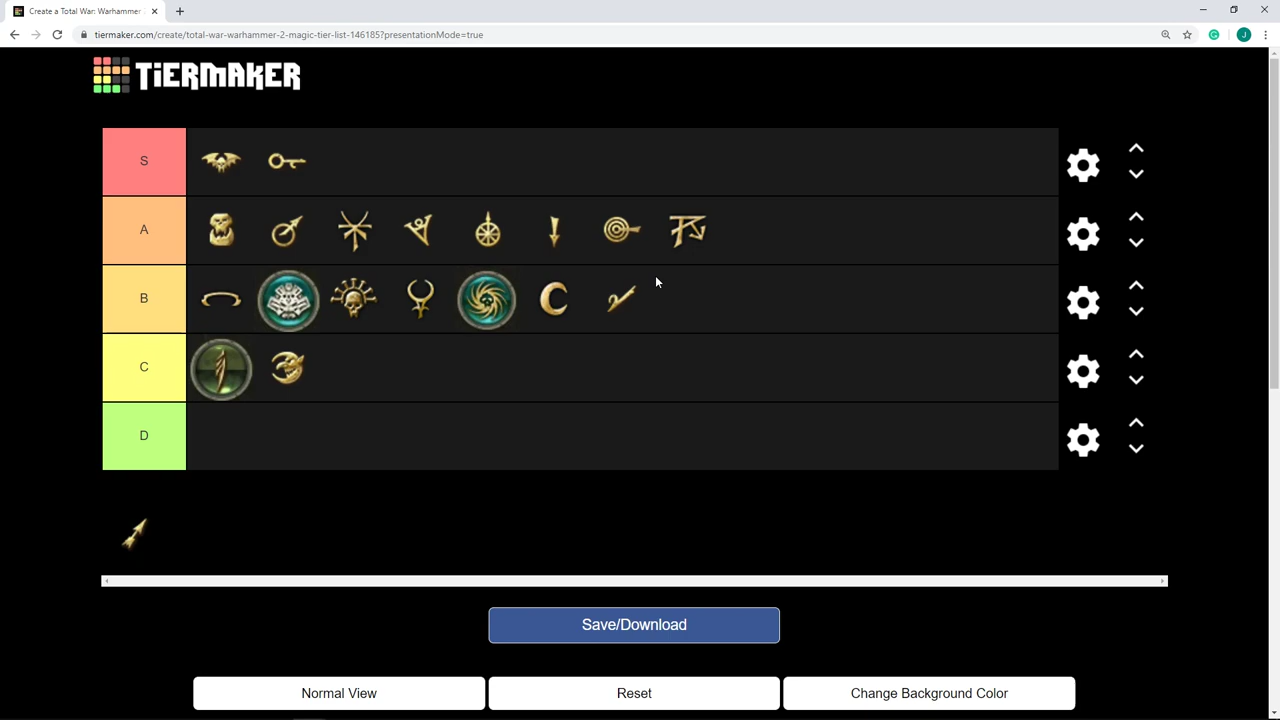 Create a Total War: Warhammer
tiermaker.com/create/total-war-warhammer-2-magic-tier-list-146185?presentationMode=true
J
TiERMAKER
S
A
B
C
D
Save/Download
Normal View
Reset
Change Background Color